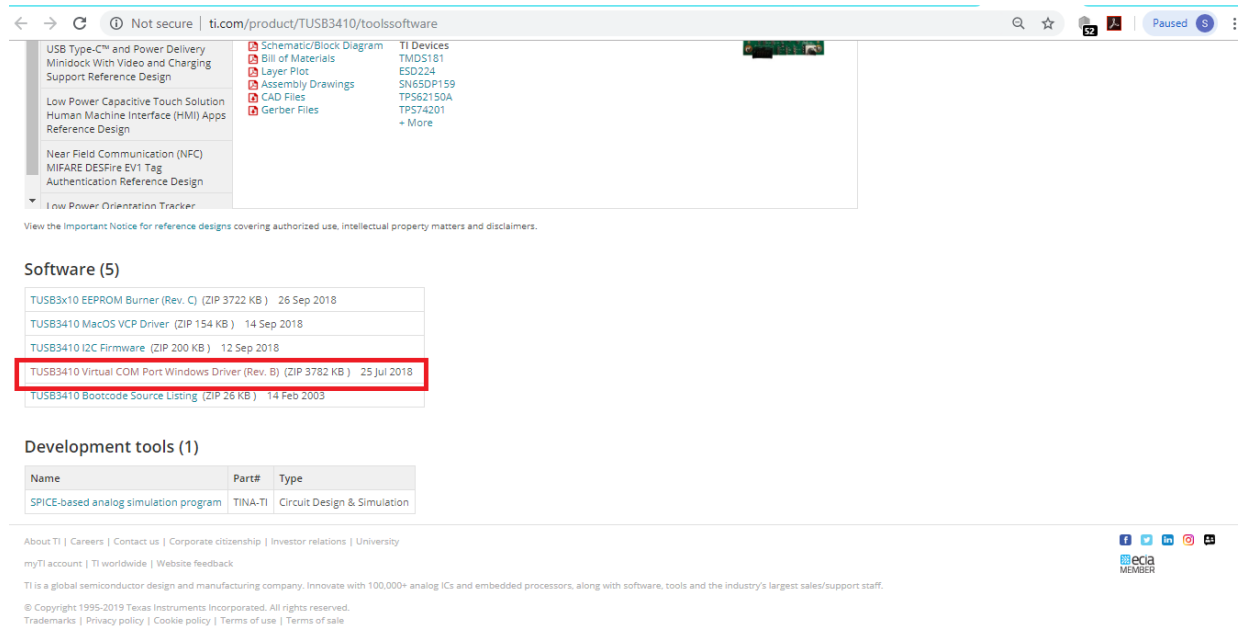 Not secure | ti.com/product/TUSB3410/toolssoftware
52
Paused S
USB Type-C™ and Power Delivery
Minidock With Video and Charging
Support Reference Design
Low Power Capacitive Touch Solution
Human Machine Interface (HMI) Apps
Reference Design
Near Field Communication (NFC)
MIFARE DESFire EV1 Tag
Authentication Reference Design
Low Power Orientation Tracker
Schematic/Block Diagram
Bill of Materials
Layer Plot
Assembly Drawings
CAD Files
Gerber Files
TI Devices
TMDS181
ESD224
SN65DP159
TPS62150A
TPS74201
+ More
View the Important Notice for reference designs covering authorized use, intellectual property matters and disclaimers.
Software (5)
TUSB3x10 EEPROM Burner (Rev. C) (ZIP 3722 KB ) 26 Sep 2018
TUSB3410 MacOS VCP Driver (ZIP 154 KB ) 14 Sep 2018
TUSB3410 I2C Firmware (ZIP 200 KB ) 12 Sep 2018
TUSB3410 Virtual COM Port Windows Driver (Rev. B) (ZIP 3782 KB ) 25 Jul 2018
TUSB3410 Bootcode Source Listing (ZIP 26 KB ) 14 Feb 2003
Development tools (1)
Name Part# Type
SPICE-based analog simulation program TINA-TI Circuit Design & Simulation
About TI | Careers | Contact us | Corporate citizenship | Investor relations | University
myTI account | TI worldwide | Website feedback
TI is a global semiconductor design and manufacturing company. Innovate with 100,000+ analog ICs and embedded processors, along with software, tools and the industry's largest sales/support staff.
© Copyright 1995-2019 Texas Instruments Incorporated. All rights reserved.
Trademarks | Privacy policy | Cookie policy | Terms of use | Terms of sale
ecia
MEMBER